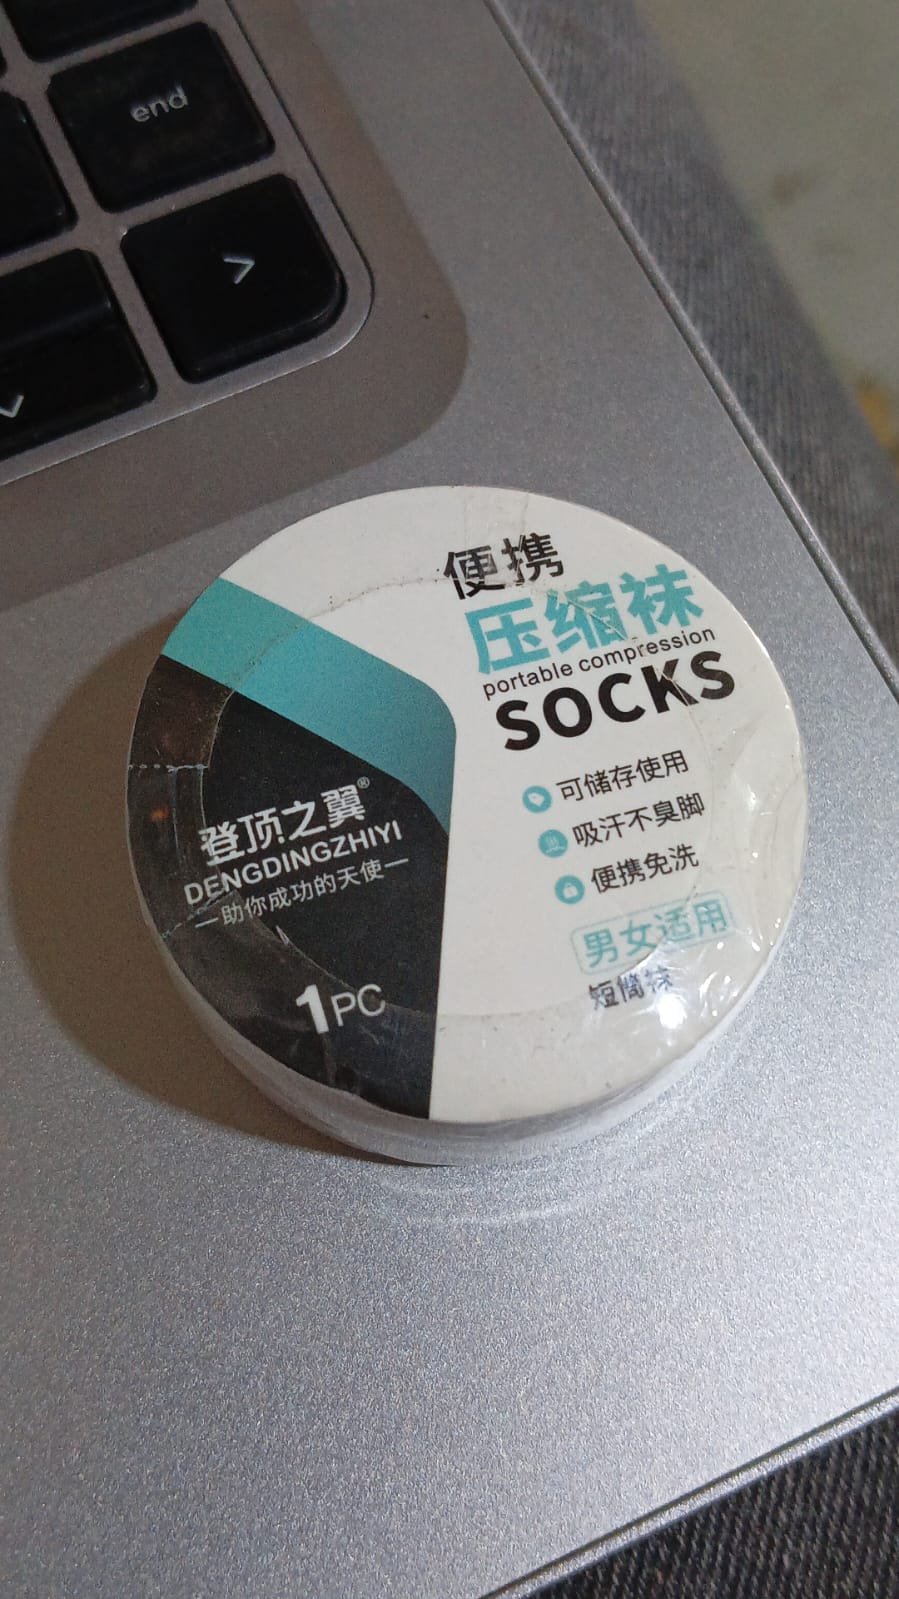 end
>
便携
压缩袜
portable compression
SOCKS
可储存使用
吸汗不臭脚
便携免洗
男女适用
短筒袜
登顶之翼®
DENGDINGZHIYI
—助你成功的天使—
1PC